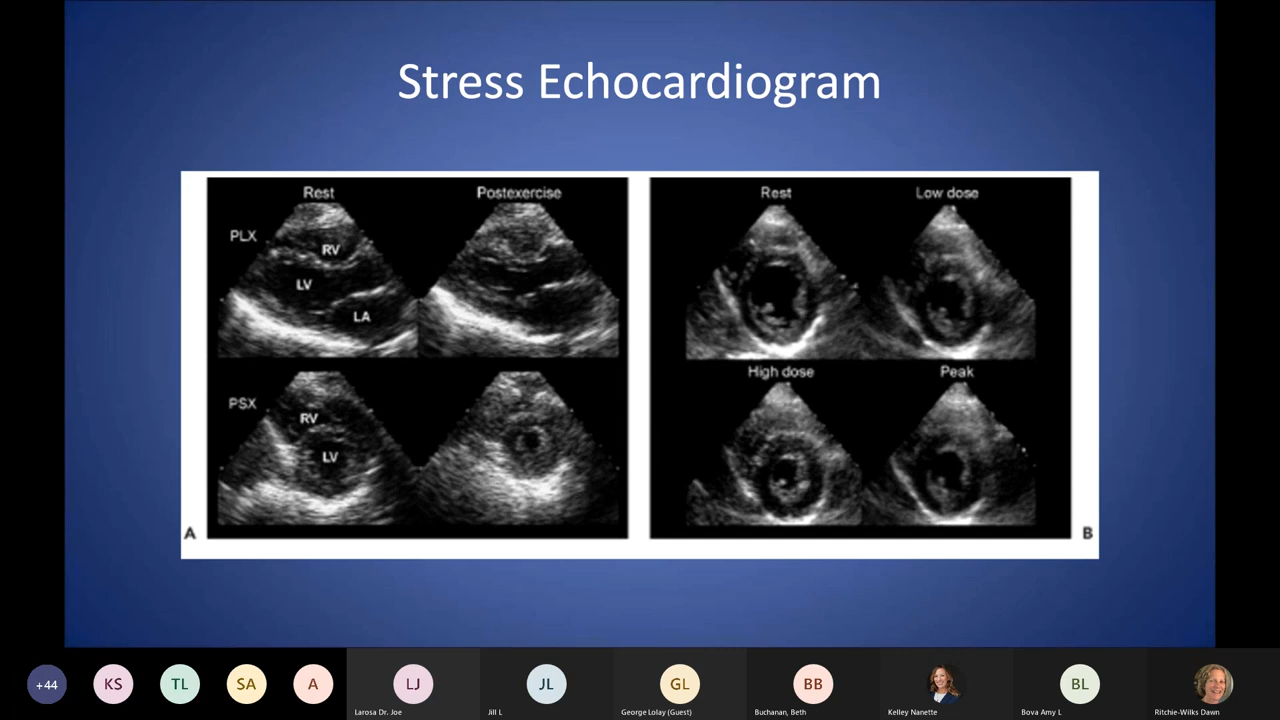 Stress Echocardiogram
Rest Postexercise
PLX
RV
LV
LA
PSX
RV
LV
A
Rest Low dose
High dose Peak
B
+44 KS TL SA A LJ JL GL BB BL
Larosa Dr. Joe Jill L George Lolay (Guest) Buchanan, Beth Kelley Nanette Bova Amy L Ritchie-Wilks Dawn